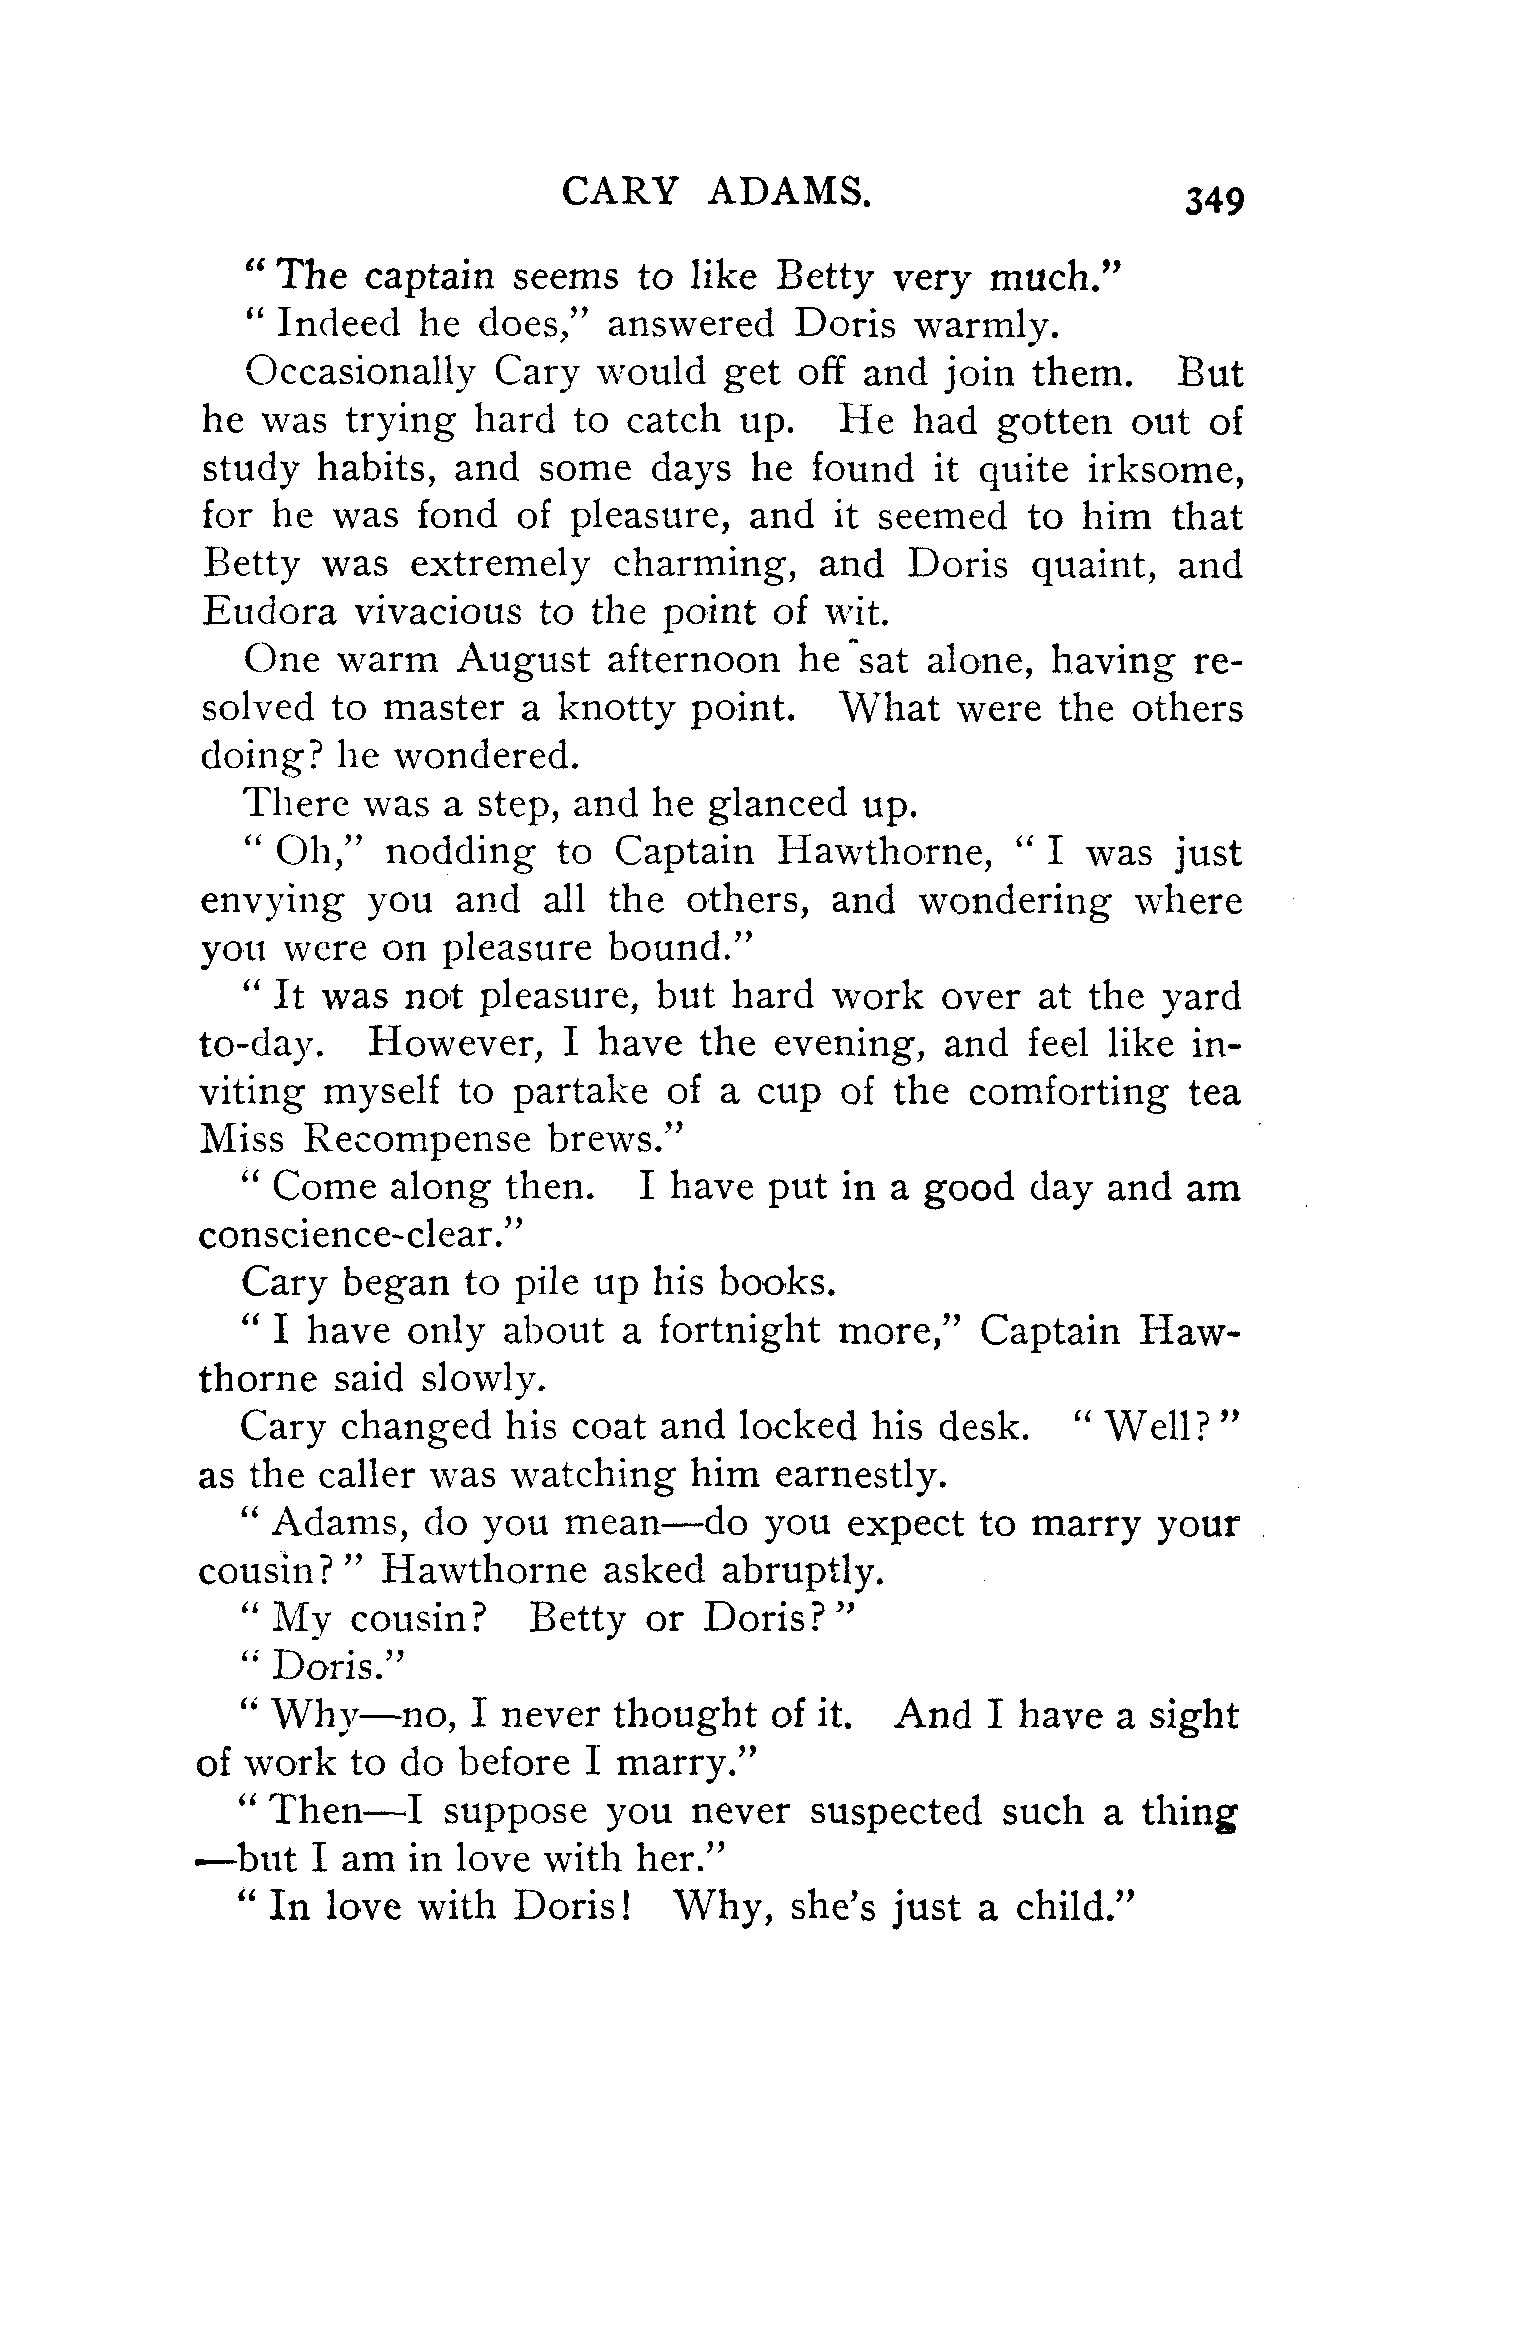 CARY ADAMS. 349
“ The captain seems to like Betty very much.”
“ Indeed he does,” answered Doris warmly.
Occasionally Cary would get off and join them. But
he was trying hard to catch up. He had gotten out of
study habits, and some days he found it quite irksome,
for he was fond of pleasure, and it seemed to him that
Betty was extremely charming, and Doris quaint, and
Eudora vivacious to the point of wit.
One warm August afternoon he sat alone, having re-
solved to master a knotty point. What were the others
doing? he wondered.
There was a step, and he glanced up.
“ Oh,” nodding to Captain Hawthorne, “ I was just
envying you and all the others, and wondering where
you were on pleasure bound.”
“ It was not pleasure, but hard work over at the yard
to-day. However, I have the evening, and feel like in-
viting myself to partake of a cup of the comforting tea
Miss Recompense brews.”
“ Come along then. I have put in a good day and am
conscience-clear.”
Cary began to pile up his books.
“ I have only about a fortnight more,” Captain Haw-
thorne said slowly.
Cary changed his coat and locked his desk. “ Well? ”
as the caller was watching him earnestly.
“ Adams, do you mean—do you expect to marry your
cousin? ” Hawthorne asked abruptly.
“ My cousin? Betty or Doris? ”
“ Doris.”
“ Why—no, I never thought of it. And I have a sight
of work to do before I marry.”
“ Then—I suppose you never suspected such a thing
—but I am in love with her.”
“ In love with Doris! Why, she’s just a child.”